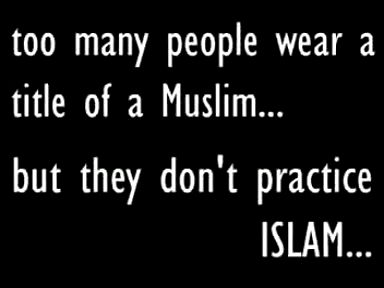 too many people wear a
title of a Muslim...
but they don't practice
ISLAM...